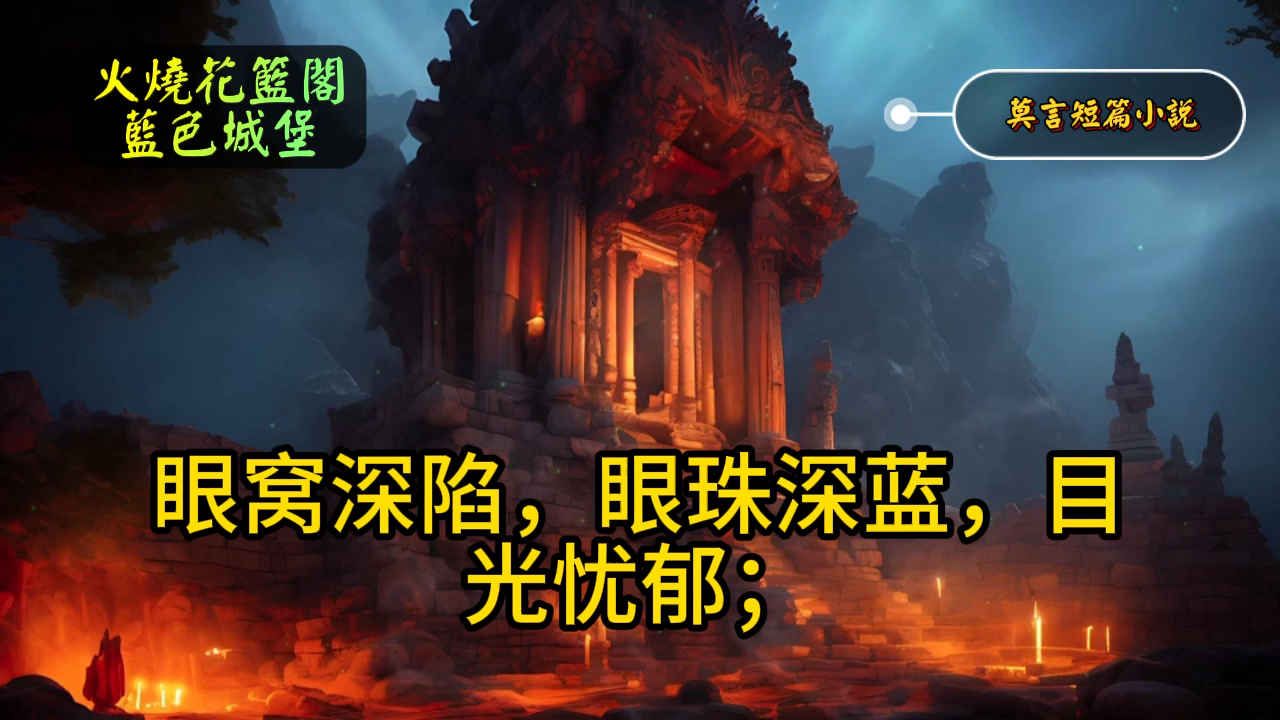 火燒花籃閣
藍色城堡
莫言短篇小説
眼窝深陷，眼珠深蓝，目
光忧郁；